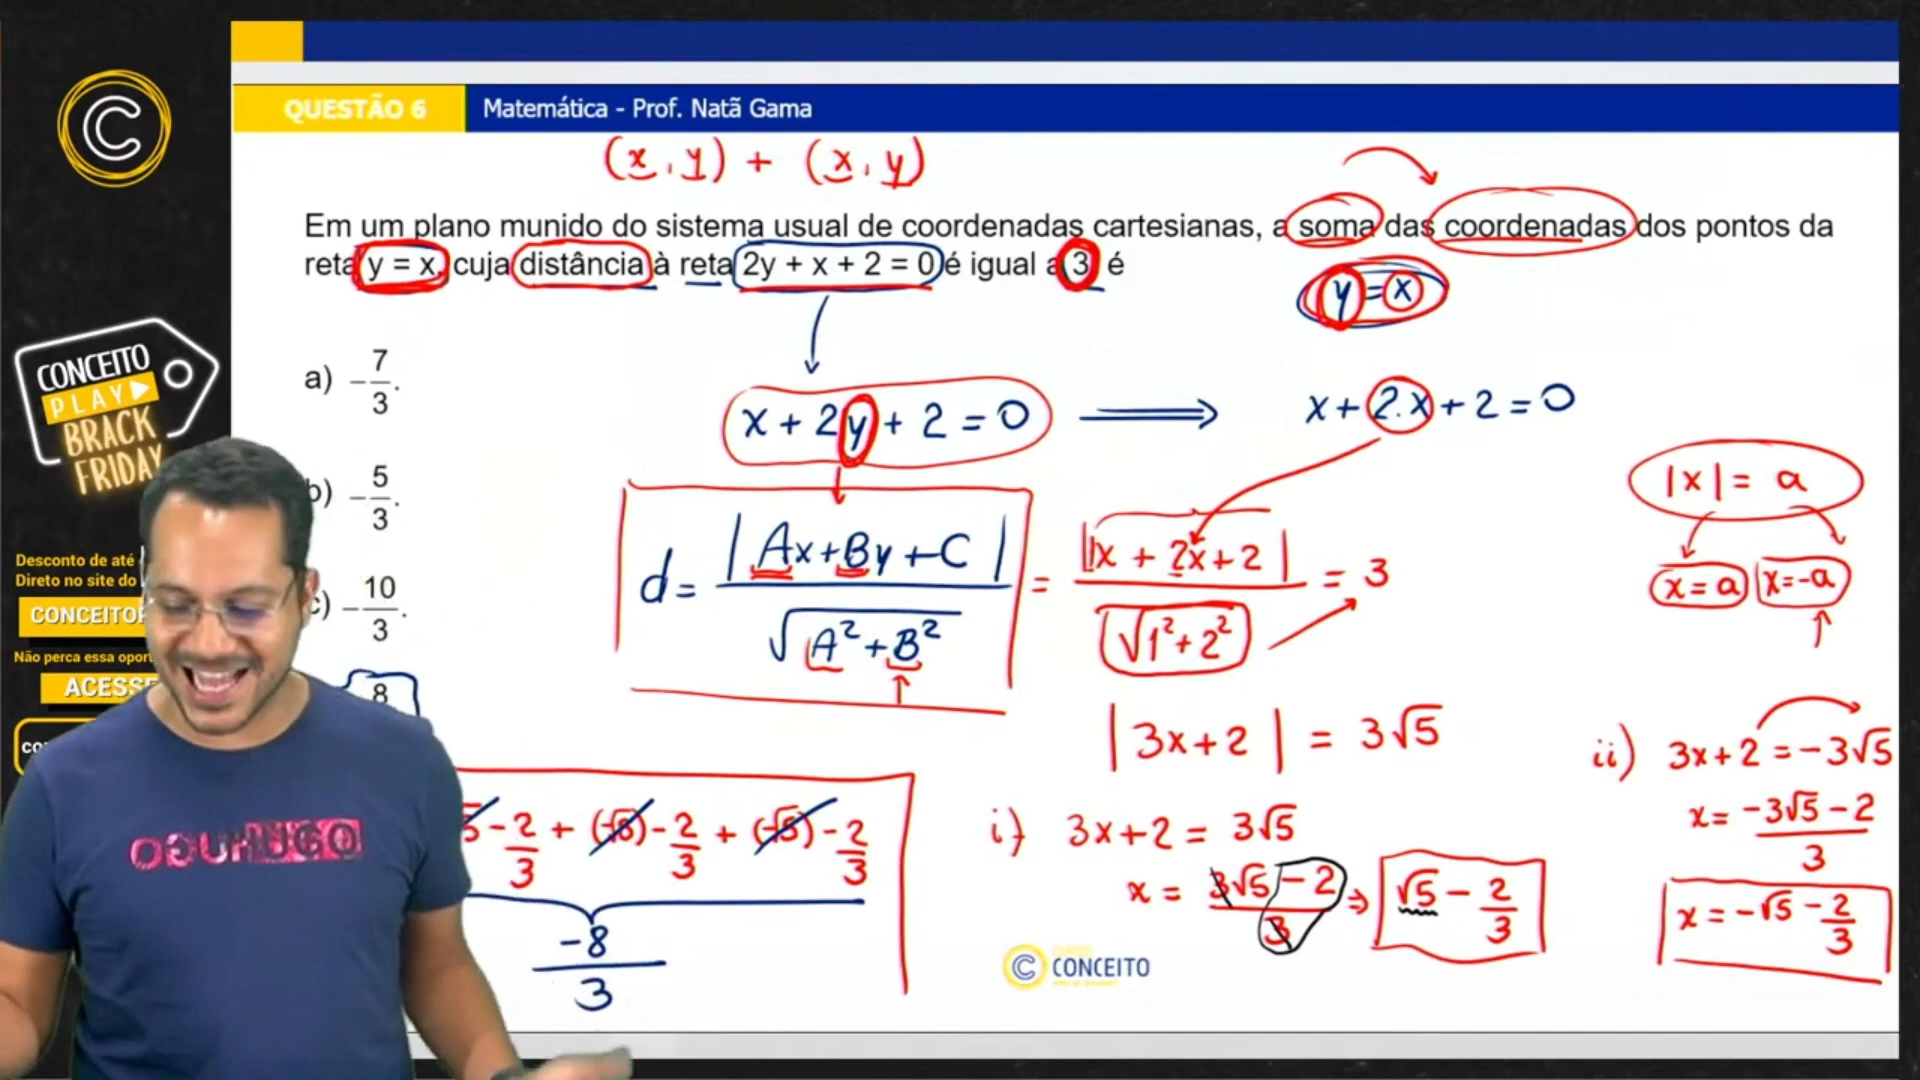 C
QUESTÃO 6
Matemática - Prof. Natã Gama
(x, y) + (x, y)
Em um plano munido do sistema usual de coordenadas cartesianas, a soma das coordenadas dos pontos da
reta y = x, cuja distância à reta 2y + x + 2 = 0 é igual a 3 é
y = x
CONCEITO
PLAY
BRACK
FRIDAY
a) -7/3.
x + 2y + 2 = 0 ⟹ x + 2.x + 2 = 0
|x| = a
x = a x = -a
b) -5/3.
d = |Ax + By + C| / √(A² + B²) = |x + 2x + 2| / √(1² + 2²) = 3
c) -10/3.
8
Desconto de até
Direto no site do
CONCEITO
Não perca essa
ACESSE
|3x + 2| = 3√5
i) 3x + 2 = 3√5
x = 3√5 - 2 / 3 ⇒ √5 - 2/3
ii) 3x + 2 = -3√5
x = -3√5 - 2 / 3
x = -√5 - 2/3
- 2/3 + (-√5) - 2/3 + (-√5) - 2/3
-8/3
C CONCEITO